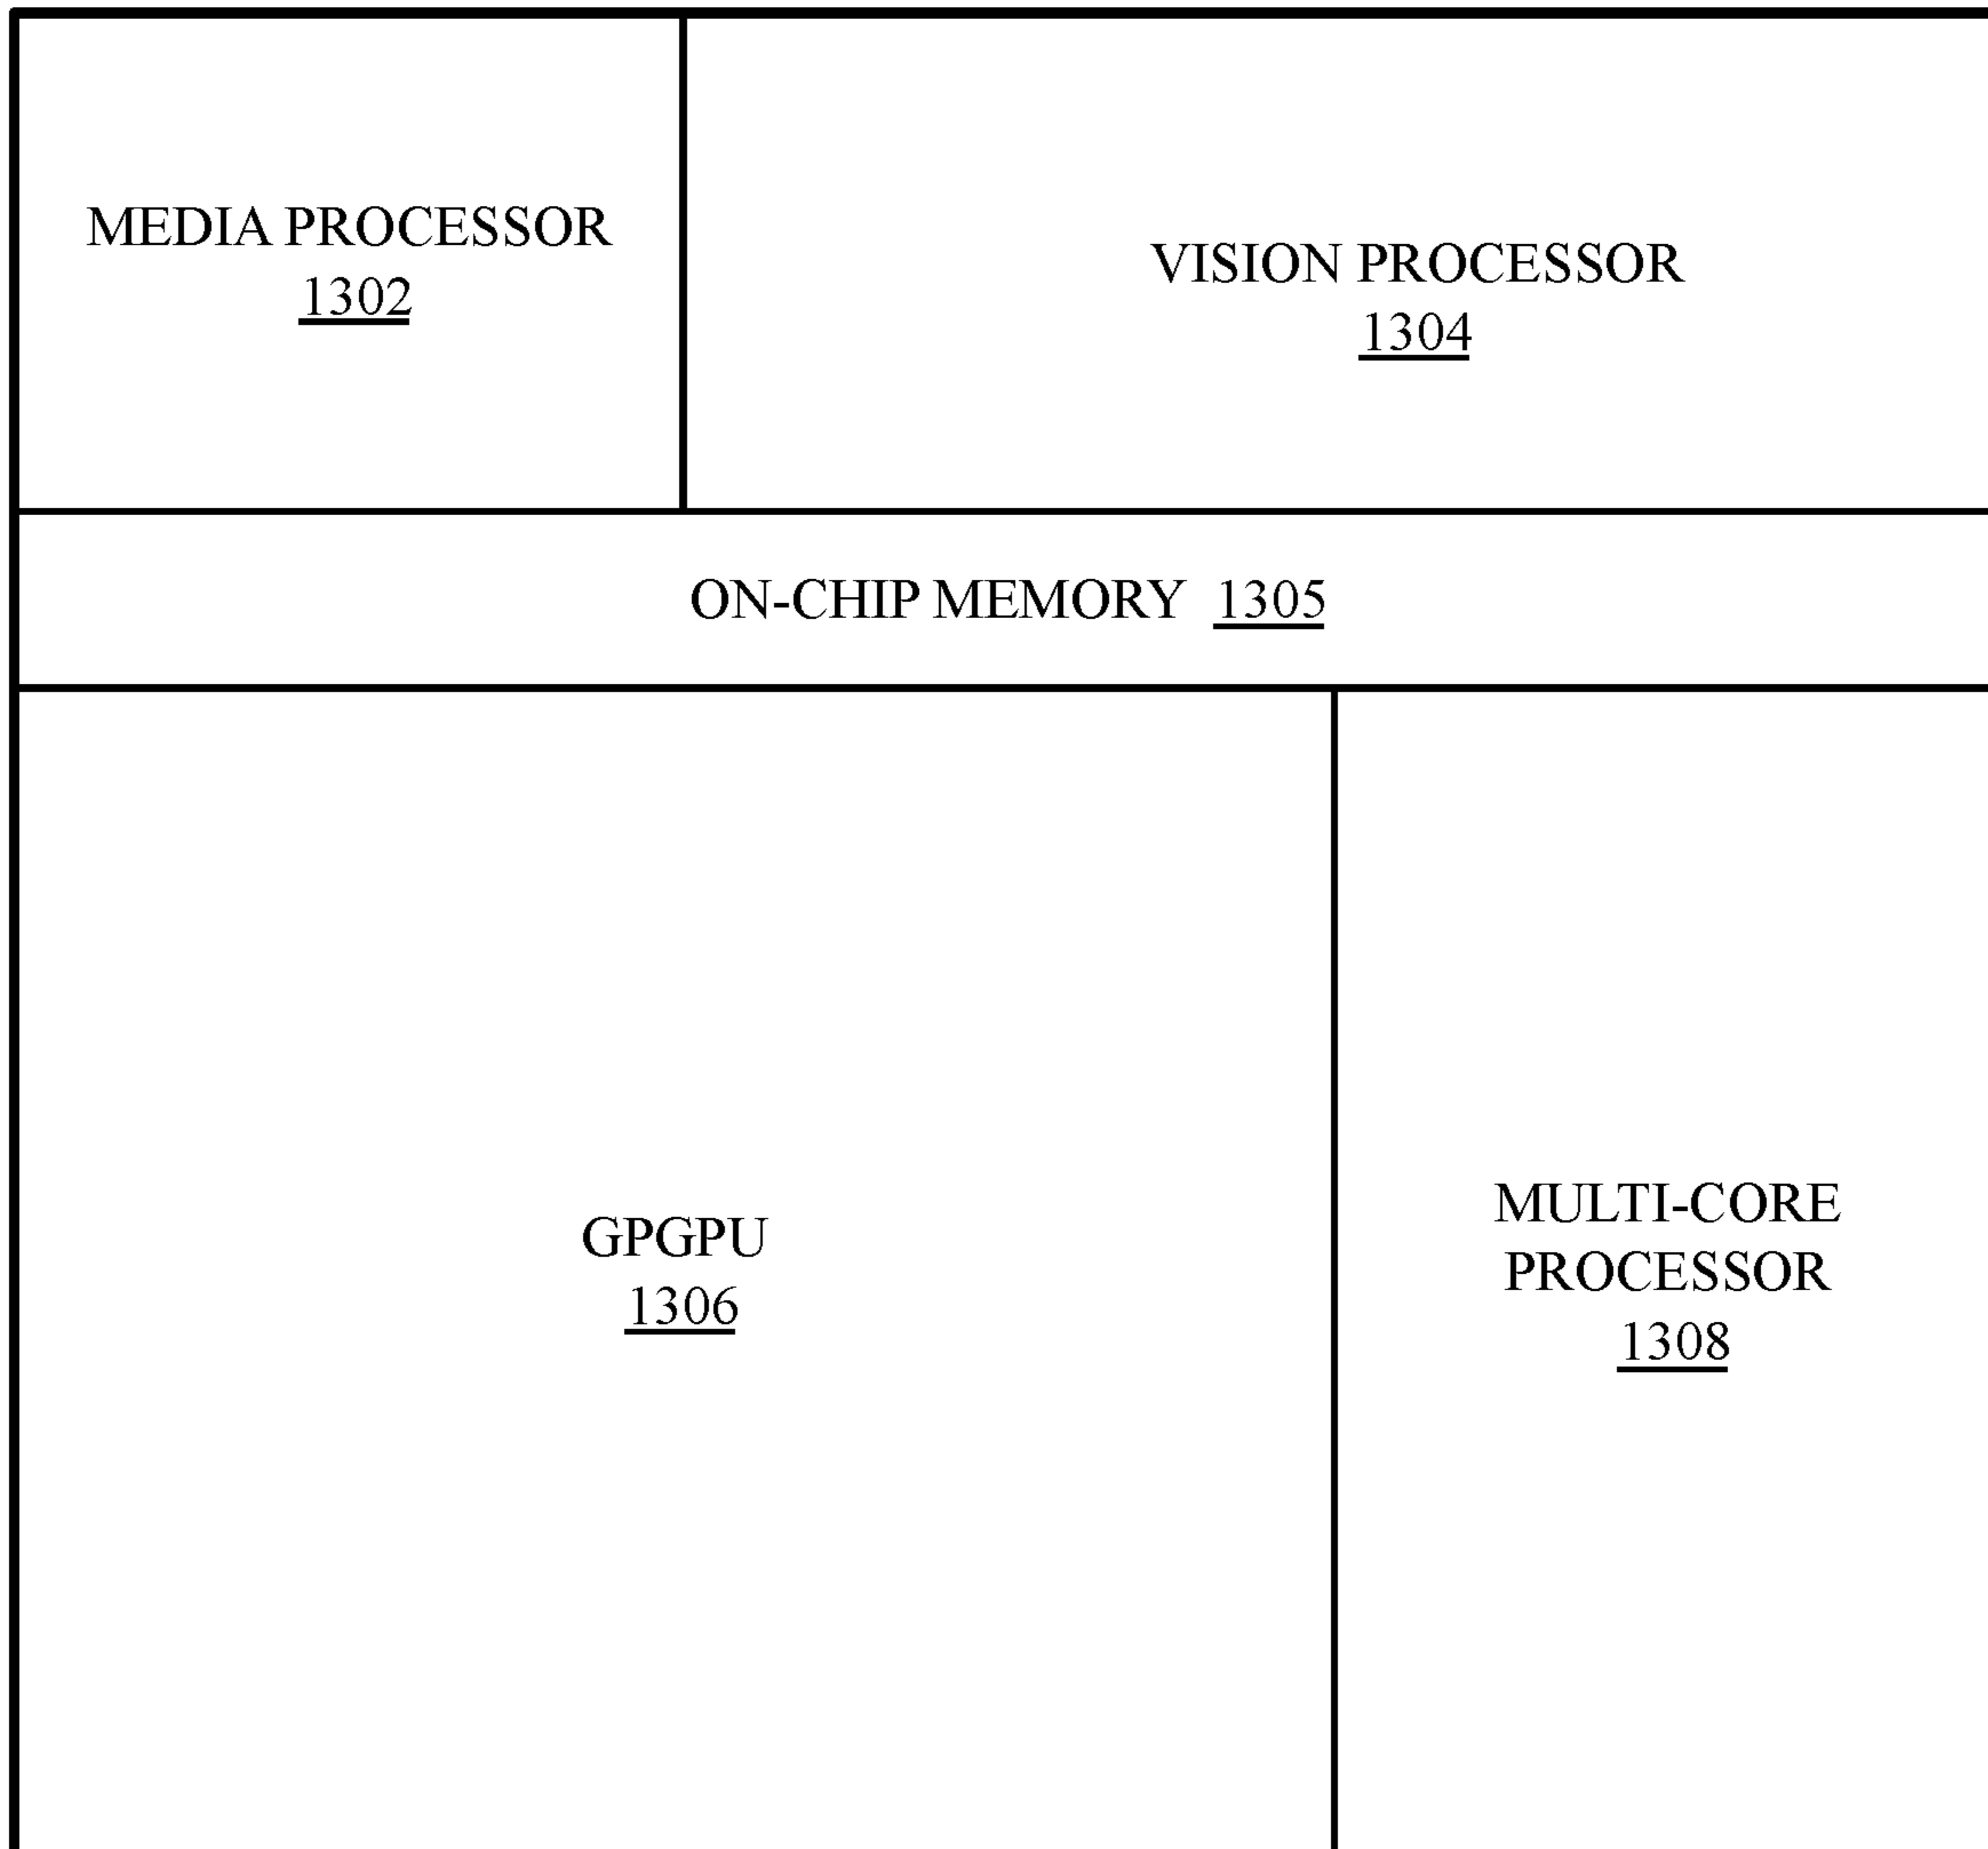 MEDIA PROCESSOR
1302
VISION PROCESSOR
1304
ON-CHIP MEMORY 1305
GPGPU
1306
MULTI-CORE
PROCESSOR
1308